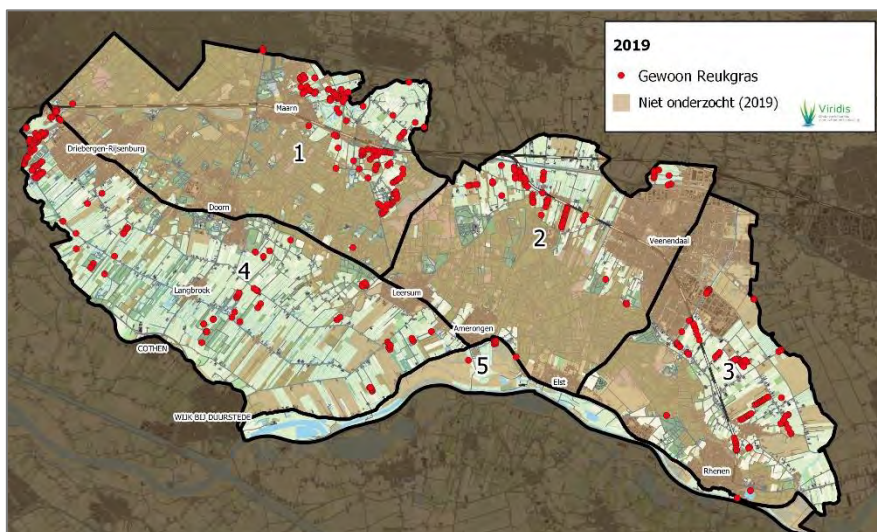 2019
Gewoon Reukgras
Niet onderzocht (2019)
Viridis
Maarn
1
Driebergen-Rijsenburg
Doorn
2
Veenendaal
4
Langbroek
Leersum
Amerongen
COTHEN
5
Elst
3
WIJK BIJ DUURSTEDE
Rhenen